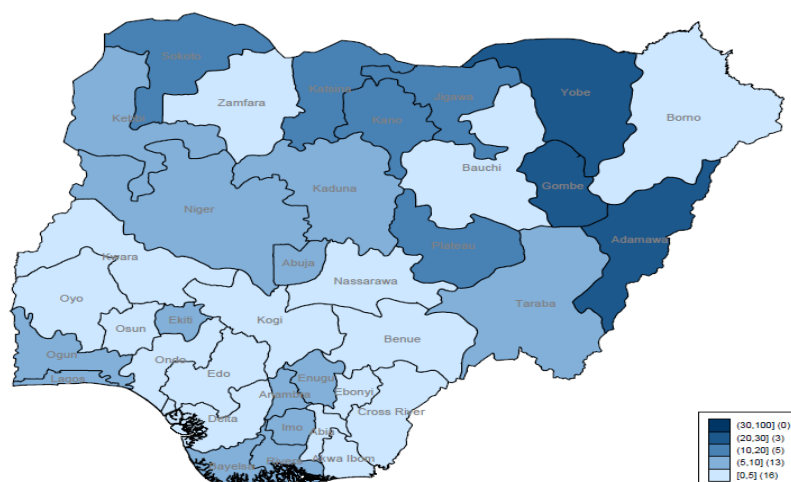 Sokoto
Katsina
Jigawa
Yobe
Borno
Zamfara
Kebbi
Kano
Bauchi
Gombe
Kaduna
Niger
Adamawa
Plateau
Abuja
Kwara
Nassarawa
Taraba
Oyo
Kogi
Osun
Ekiti
Benue
Ogun
Ondo
Edo
Enugu
Lagos
Anambra
Ebonyi
Cross River
Delta
Imo
Abia
Akwa Ibom
Rivers
Bayelsa
(30,100] (0)
(20,30] (3)
(10,20] (5)
(5,10] (13)
[0,5] (16)